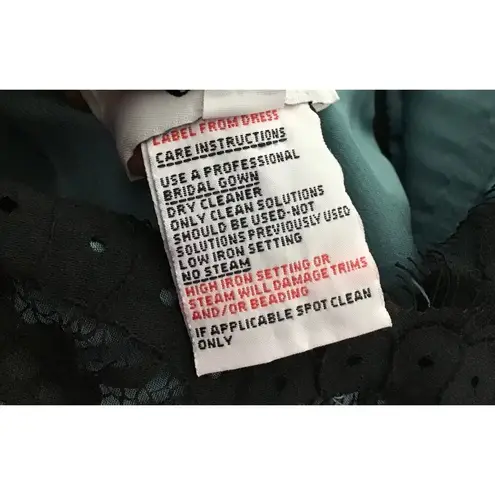 LABEL FROM DRESS
CARE INSTRUCTIONS
USE A PROFESSIONAL
BRIDAL GOWN
DRY CLEANER
ONLY CLEAN SOLUTIONS
SHOULD BE USED-NOT
SOLUTIONS PREVIOUSLY USED
LOW IRON SETTING
NO STEAM
HIGH IRON SETTING OR
STEAM WILL DAMAGE TRIMS
AND/OR BEADING
IF APPLICABLE SPOT CLEAN
ONLY